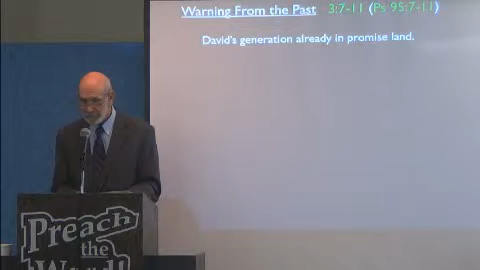 Warning From the Past 3:7-11 (Ps 95:7-11)
David's generation already in promise land.
Preach
the
Word!